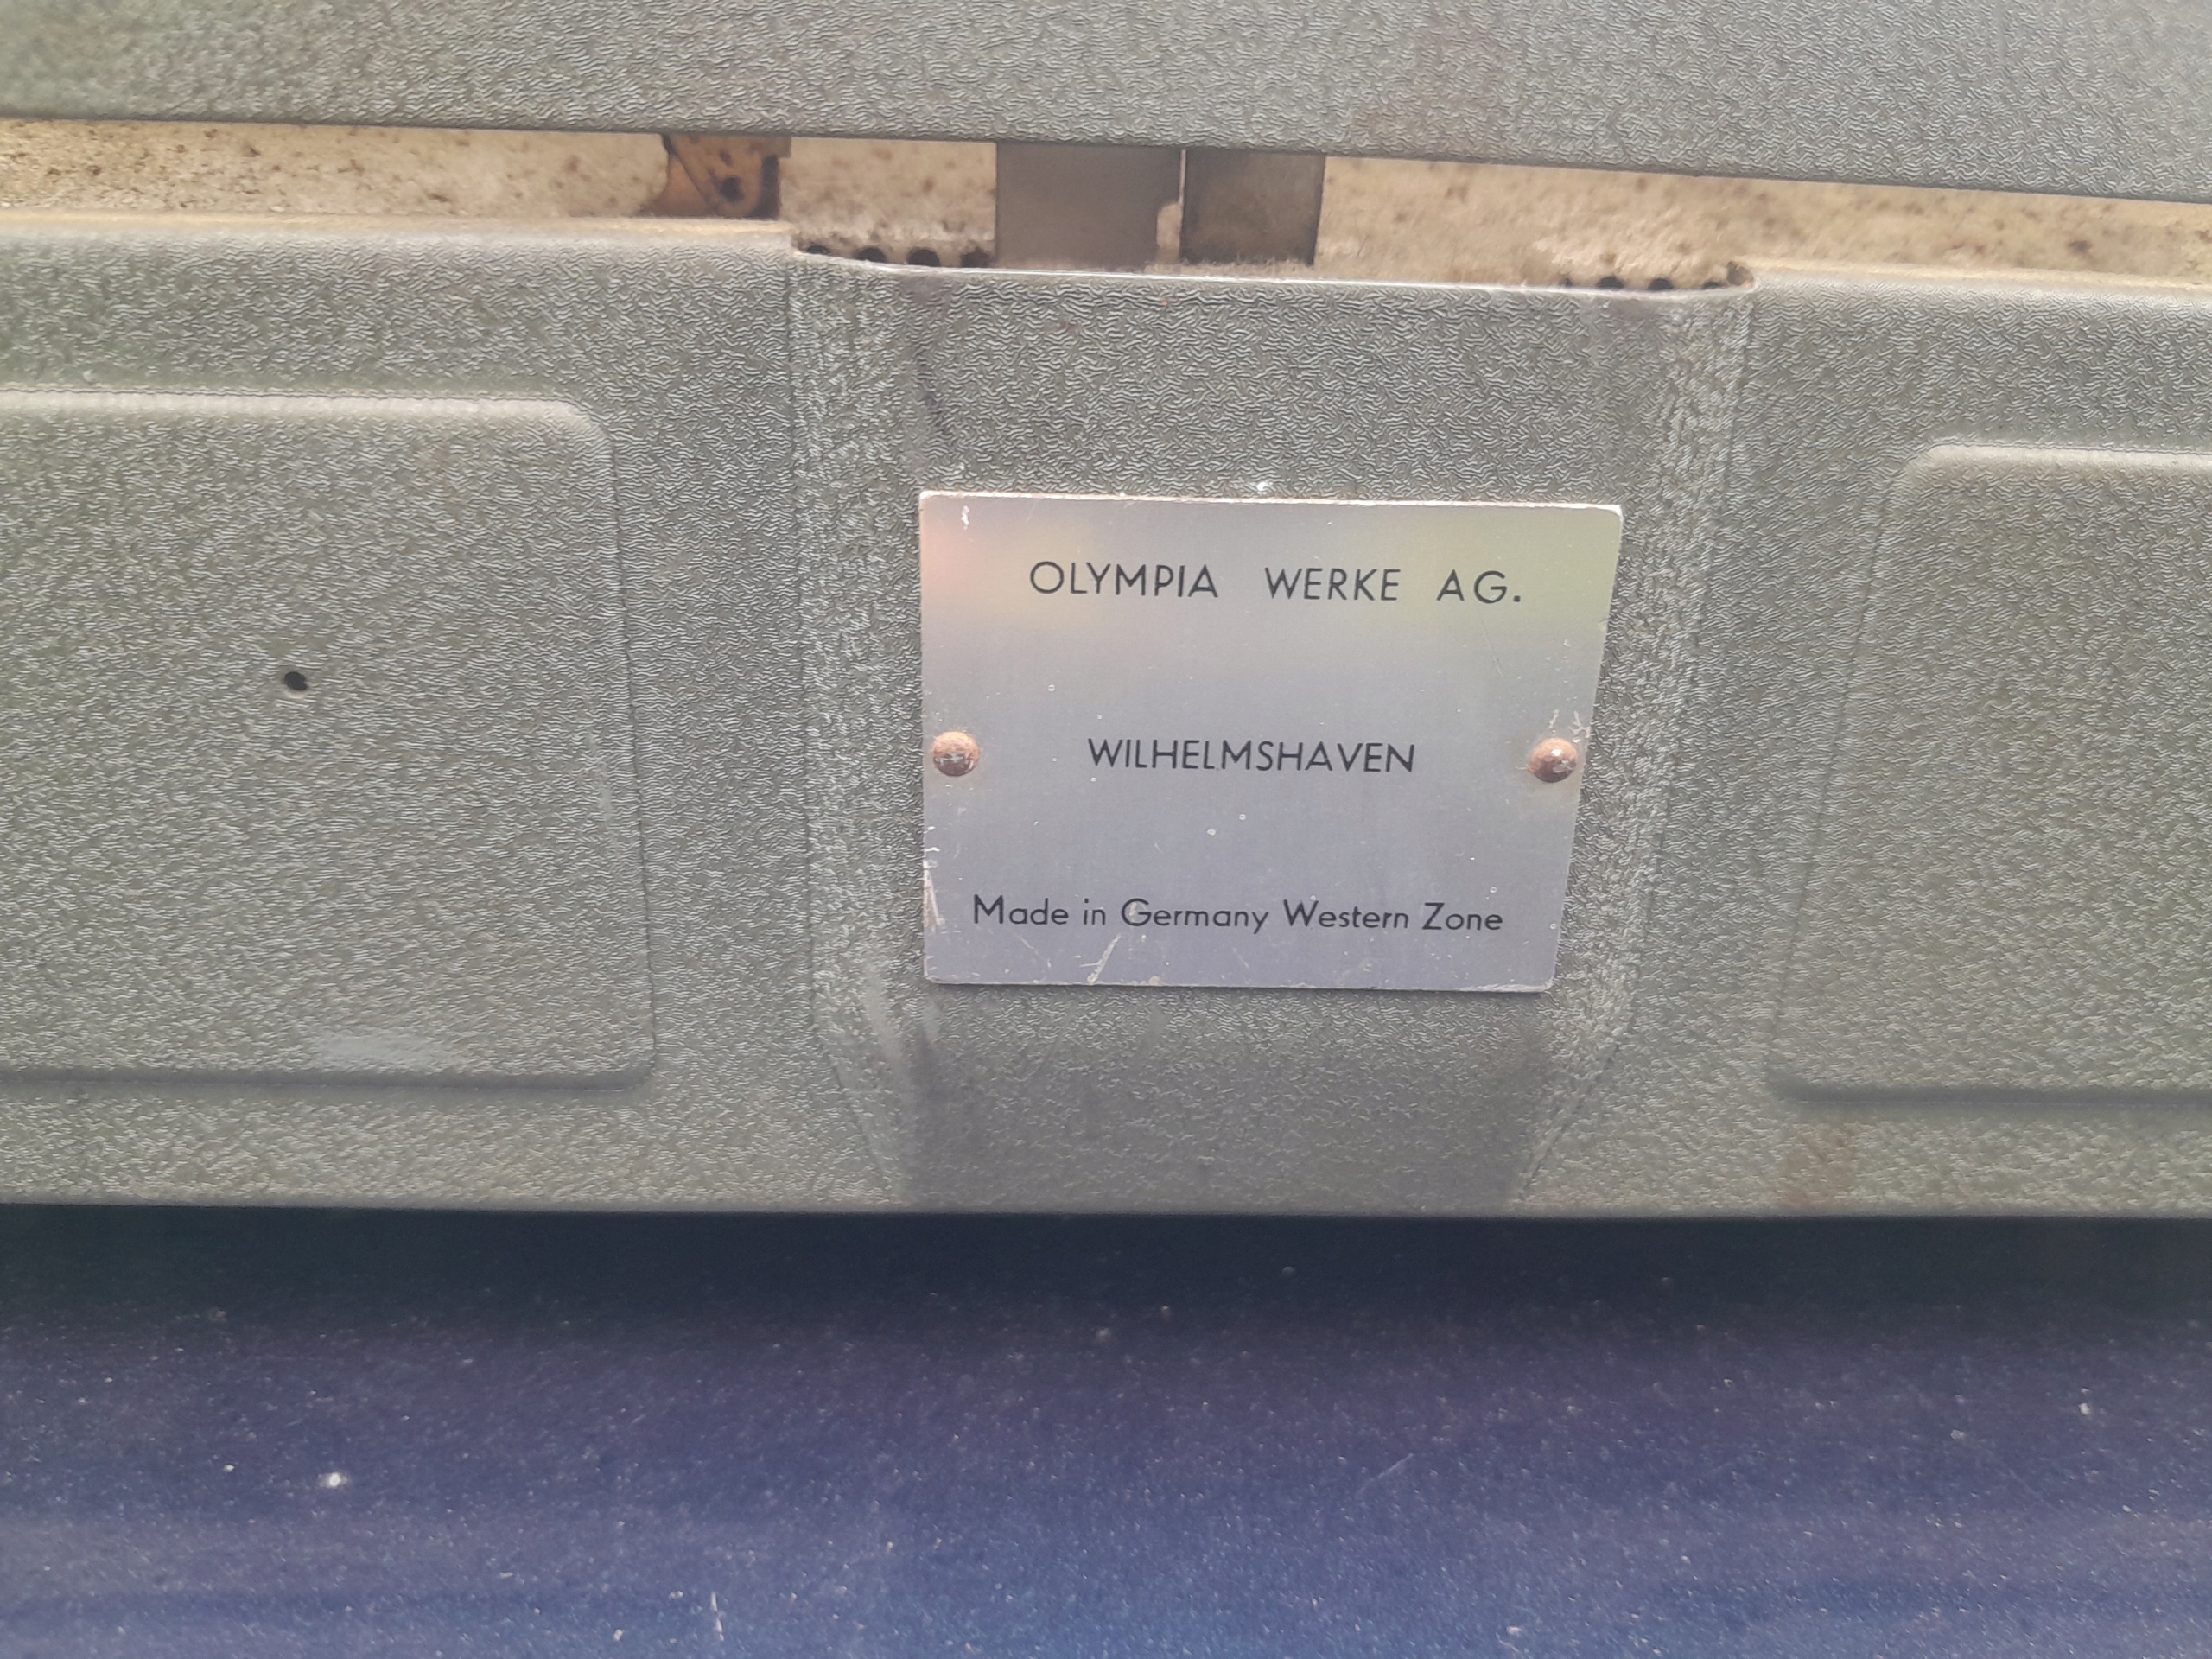 OLYMPIA WERKE AG.
WILHELMSHAVEN
Made in Germany Western Zone